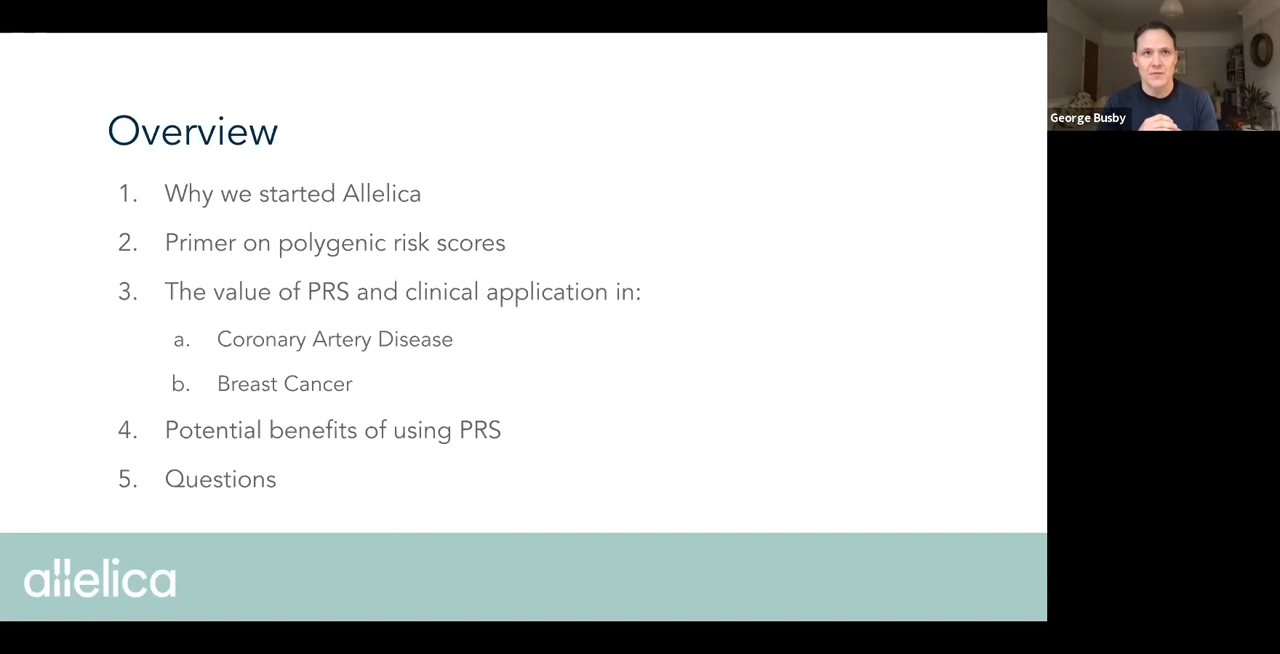 Overview
1. Why we started Allelica
2. Primer on polygenic risk scores
3. The value of PRS and clinical application in:
a. Coronary Artery Disease
b. Breast Cancer
4. Potential benefits of using PRS
5. Questions
allelica
George Busby